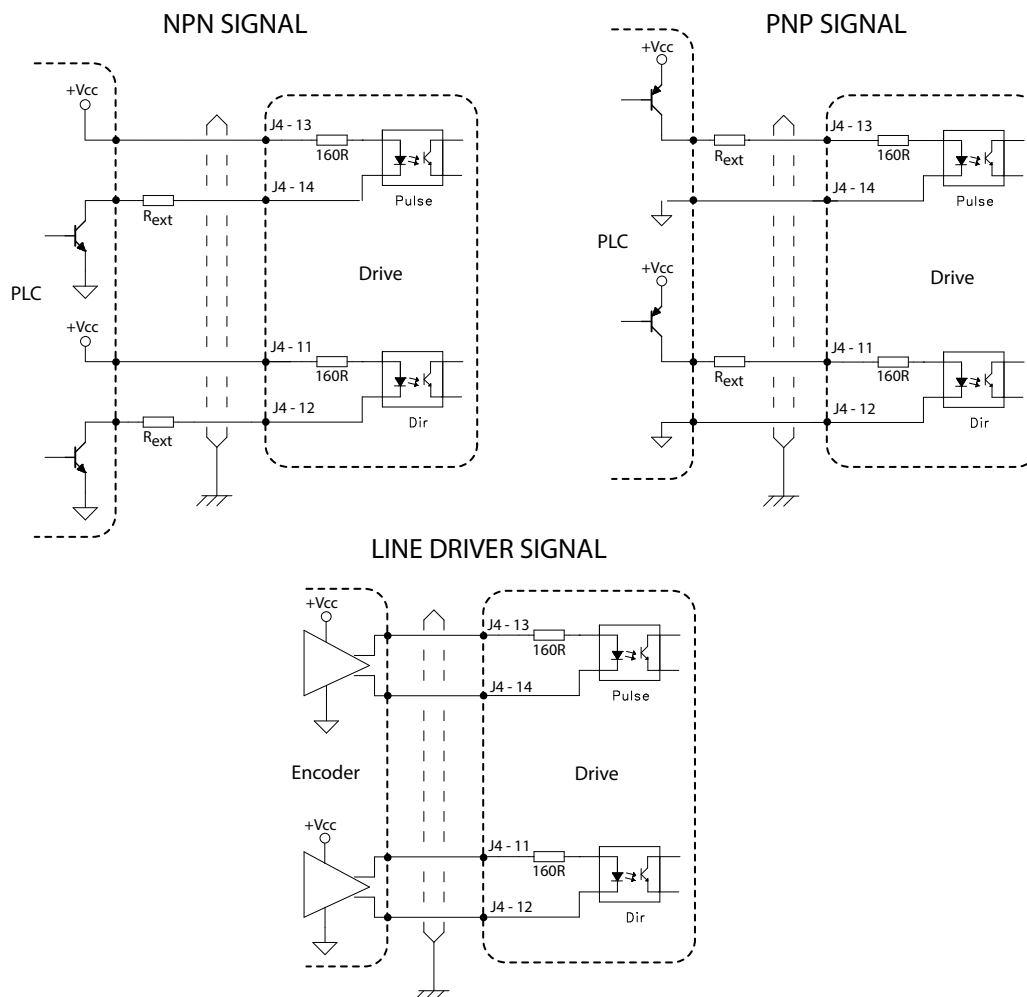 NPN SIGNAL
+Vcc
J4 - 13
160R
J4 - 14
Rext
Pulse
Drive
PLC
+Vcc
J4 - 11
160R
J4 - 12
Rext
Dir
PNP SIGNAL
+Vcc
J4 - 13
Rext
160R
J4 - 14
Pulse
PLC
+Vcc
Drive
J4 - 11
Rext
160R
J4 - 12
Dir
LINE DRIVER SIGNAL
+Vcc
J4 - 13
160R
J4 - 14
Pulse
Encoder
Drive
+Vcc
J4 - 11
160R
J4 - 12
Dir